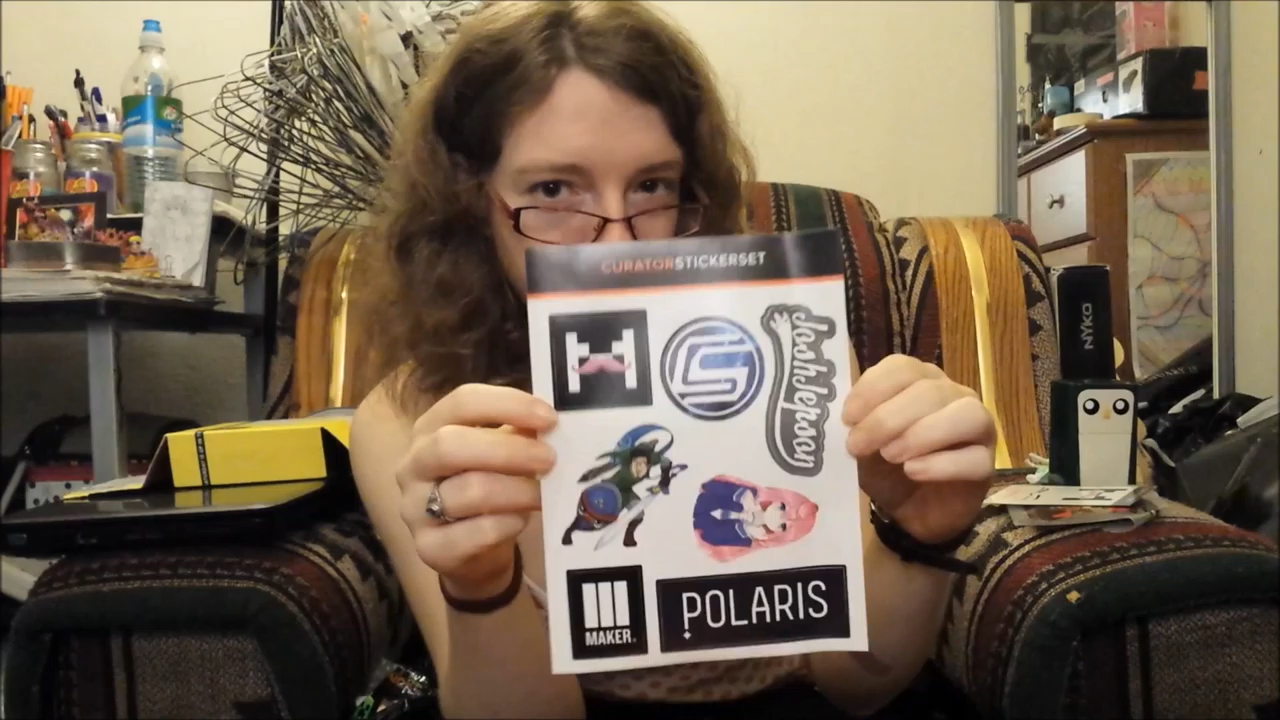 CURATORSTICKERSET
H
JoshJepson
MAKER
POLARIS
NYKO